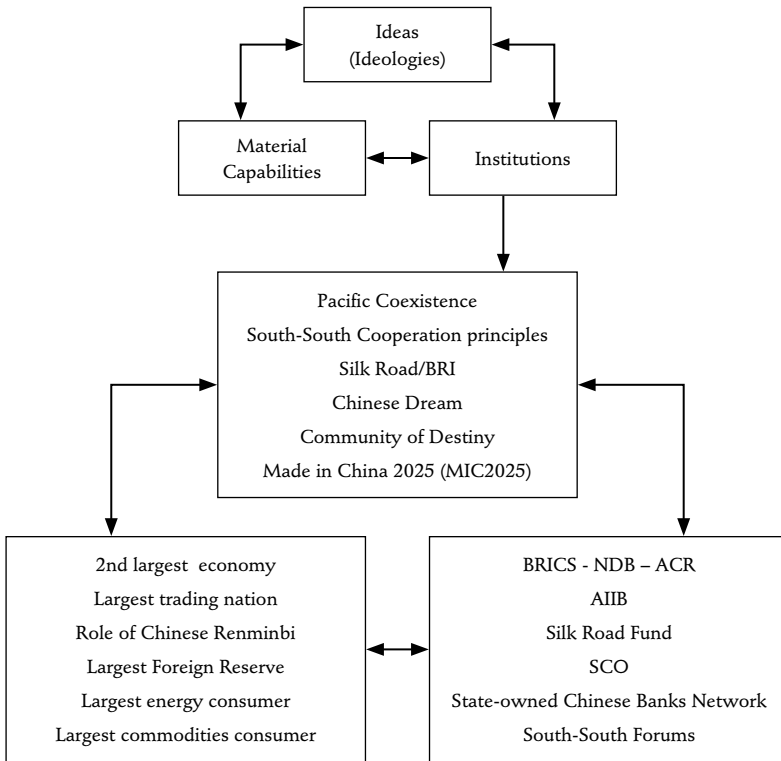 Ideas
(Ideologies)
Material
Capabilities
Institutions
Pacific Coexistence
South-South Cooperation principles
Silk Road/BRI
Chinese Dream
Community of Destiny
Made in China 2025 (MIC2025)
2nd largest economy
Largest trading nation
Role of Chinese Renminbi
Largest Foreign Reserve
Largest energy consumer
Largest commodities consumer
BRICS - NDB – ACR
AIIB
Silk Road Fund
SCO
State-owned Chinese Banks Network
South-South Forums